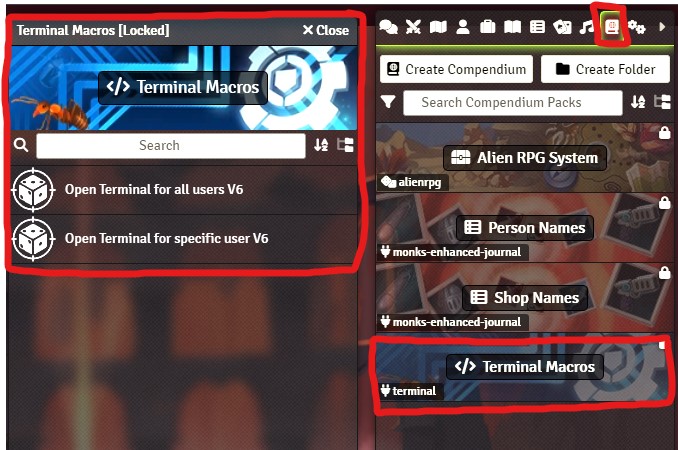 Terminal Macros [Locked] Close
Terminal Macros
Search
Open Terminal for all users V6
Open Terminal for specific user V6
Create Compendium Create Folder
Search Compendium Packs
Alien RPG System
alienrpg
Person Names
monks-enhanced-journal
Shop Names
monks-enhanced-journal
Terminal Macros
terminal